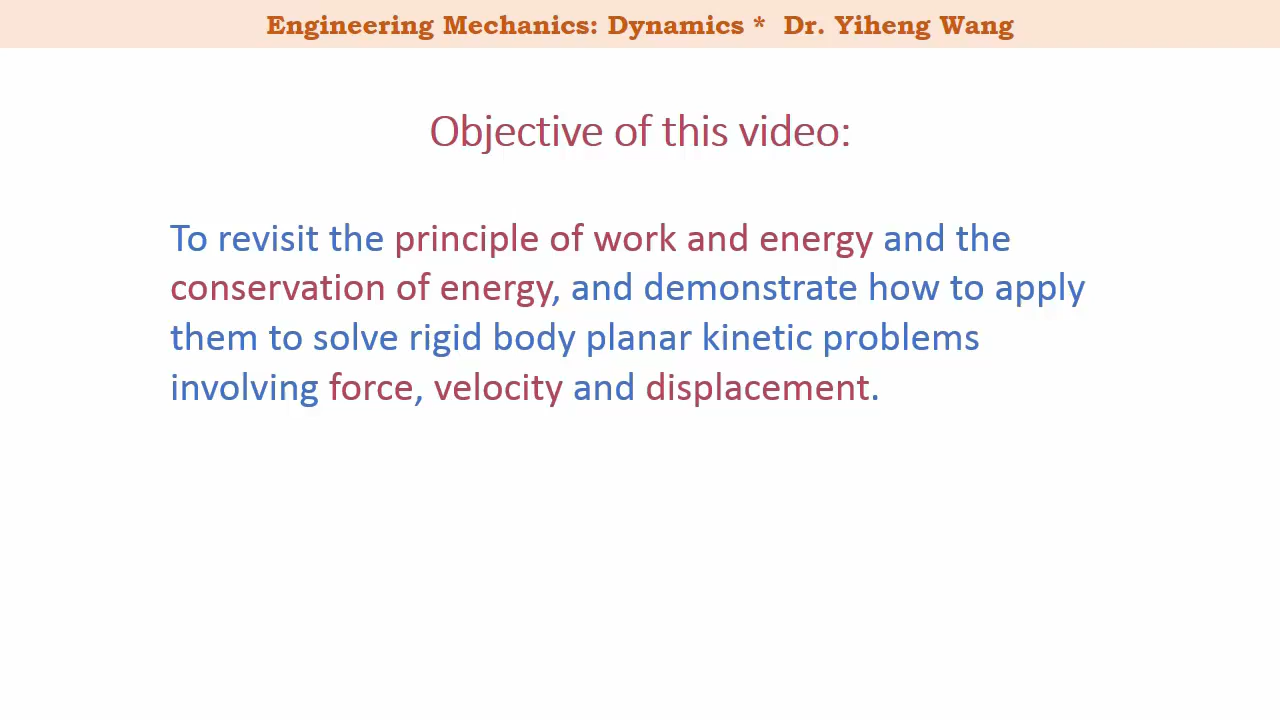 Engineering Mechanics: Dynamics * Dr. Yiheng Wang
Objective of this video:
To revisit the principle of work and energy and the
conservation of energy, and demonstrate how to apply
them to solve rigid body planar kinetic problems
involving force, velocity and displacement.